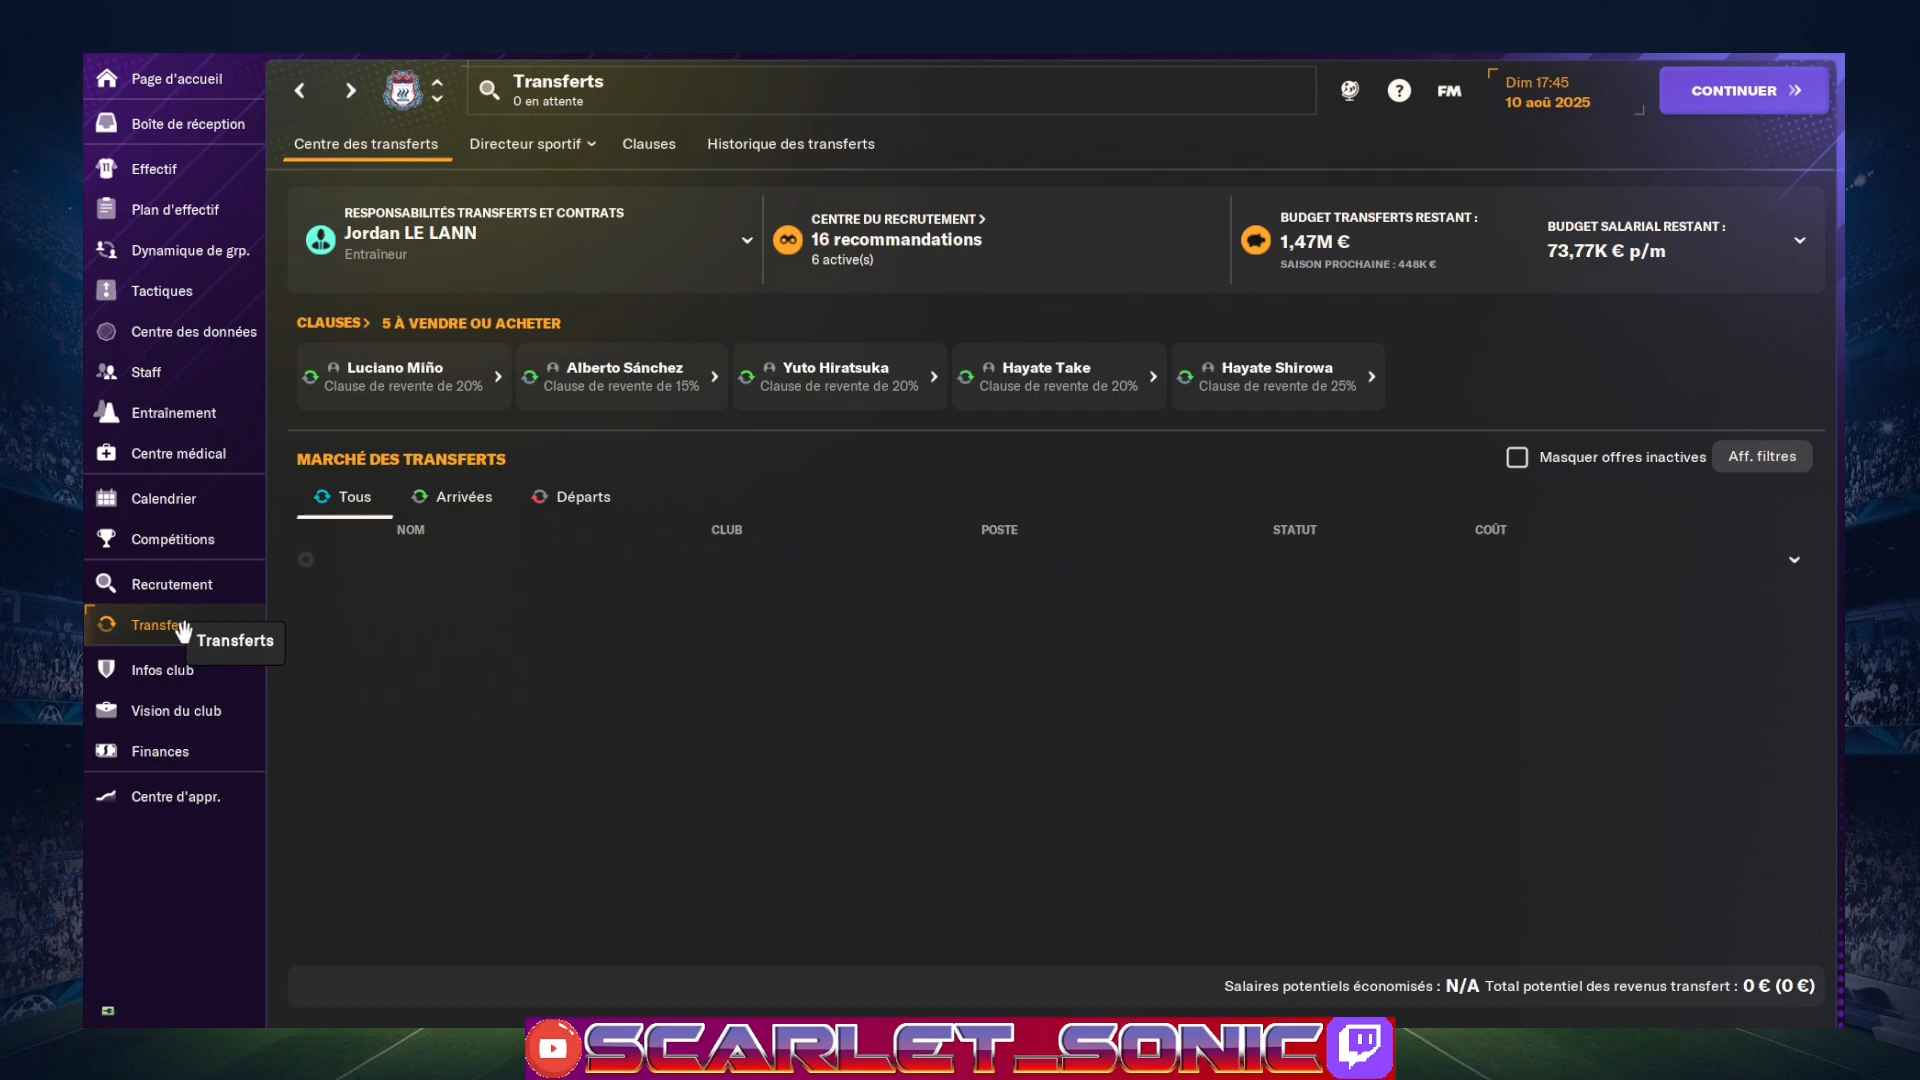 Page d'accueil
Boîte de réception
Effectif
Plan d'effectif
Dynamique de grp.
Tactiques
Centre des données
Staff
Entraînement
Centre médical
Calendrier
Compétitions
Recrutement
Transfe
Transferts
Infos club
Vision du club
Finances
Centre d'appr.
Transferts
0 en attente
FM
Dim 17:45
10 aoû 2025
CONTINUER
Centre des transferts
Directeur sportif
Clauses
Historique des transferts
RESPONSABILITÉS TRANSFERTS ET CONTRATS
Jordan LE LANN
Entraîneur
CENTRE DU RECRUTEMENT >
16 recommandations
6 active(s)
BUDGET TRANSFERTS RESTANT :
1,47M €
SAISON PROCHAINE : 448K €
BUDGET SALARIAL RESTANT :
73,77K € p/m
CLAUSES > 5 À VENDRE OU ACHETER
Luciano Miño
Clause de revente de 20%
Alberto Sánchez
Clause de revente de 15%
Yuto Hiratsuka
Clause de revente de 20%
Hayate Take
Clause de revente de 20%
Hayate Shirowa
Clause de revente de 25%
MARCHÉ DES TRANSFERTS
Masquer offres inactives
Aff. filtres
Tous
Arrivées
Départs
NOM
CLUB
POSTE
STATUT
COÛT
Salaires potentiels économisés : N/A Total potentiel des revenus transfert : 0 € (0 €)
SCARLET_SONIC